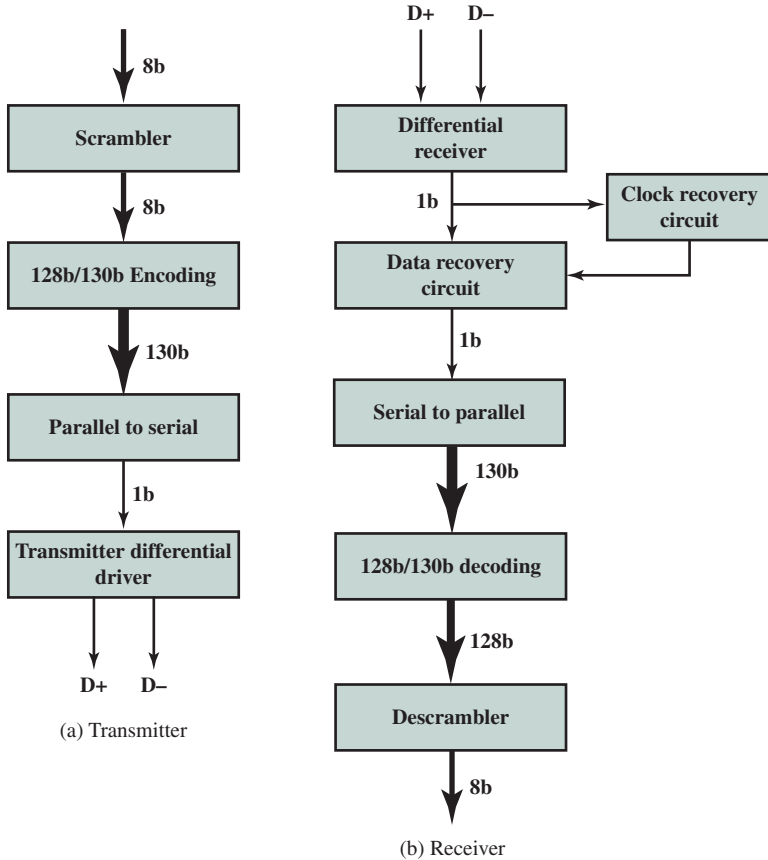 8b
Scrambler
8b
128b/130b Encoding
130b
Parallel to serial
1b
Transmitter differential
driver
D+ D−
(a) Transmitter
D+ D−
Differential
receiver
1b
Clock recovery
circuit
Data recovery
circuit
1b
Serial to parallel
130b
128b/130b decoding
128b
Descrambler
8b
(b) Receiver